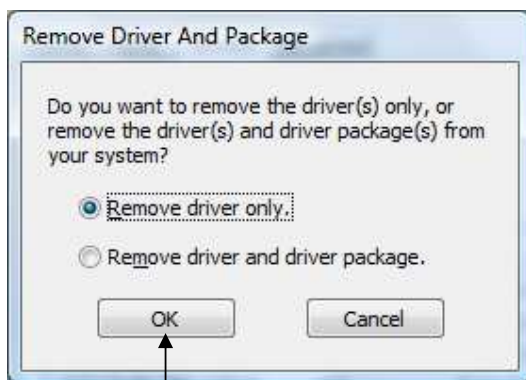 Remove Driver And Package
Do you want to remove the driver(s) only, or
remove the driver(s) and driver package(s) from
your system?
Remove driver only.
Remove driver and driver package.
OK
Cancel